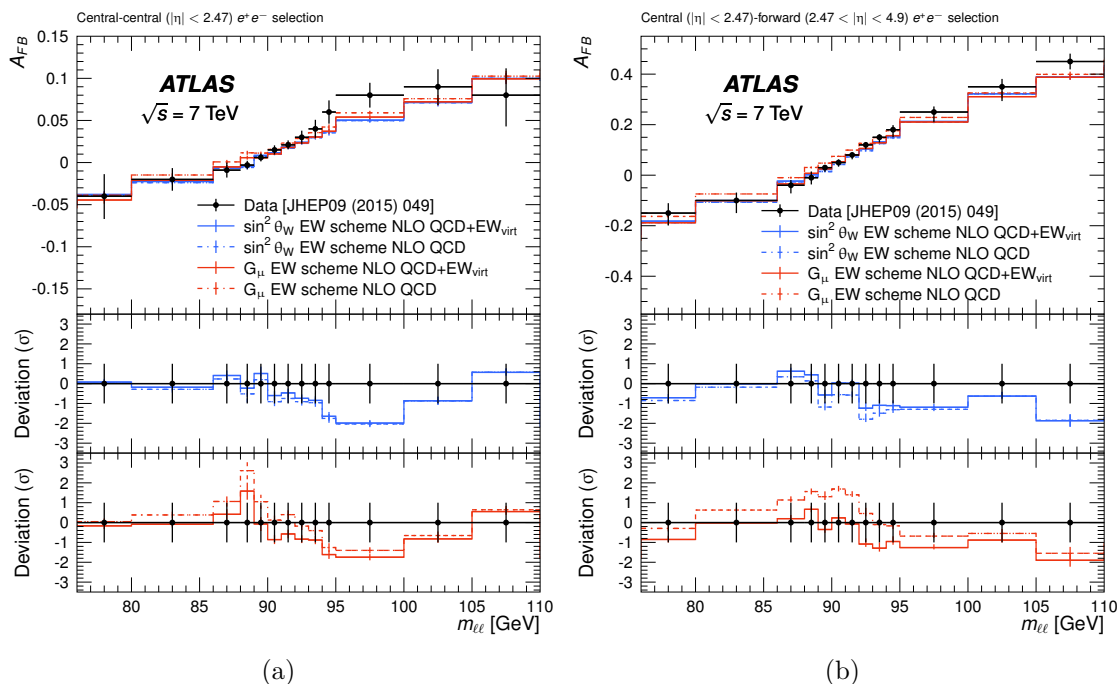 Central-central (|η| < 2.47) e⁺e⁻ selection
A_FB
0.1
0.05
0
-0.05
-0.1
-0.15
ATLAS
√s = 7 TeV
Data [JHEP09 (2015) 049]
sin² θ_W EW scheme NLO QCD+EW_virt
sin² θ_W EW scheme NLO QCD
G_μ EW scheme NLO QCD+EW_virt
G_μ EW scheme NLO QCD
Deviation (σ)
3
2
1
0
-1
-2
-3
Deviation (σ)
3
2
1
0
-1
-2
-3
80 85 90 95 100 105 110
m_ℓℓ [GeV]
(a)
Central (|η| < 2.47)-forward (2.47 < |η| < 4.9) e⁺e⁻ selection
A_FB
0.4
0.2
0
-0.2
-0.4
ATLAS
√s = 7 TeV
Data [JHEP09 (2015) 049]
sin² θ_W EW scheme NLO QCD+EW_virt
sin² θ_W EW scheme NLO QCD
G_μ EW scheme NLO QCD+EW_virt
G_μ EW scheme NLO QCD
Deviation (σ)
3
2
1
0
-1
-2
-3
Deviation (σ)
3
2
1
0
-1
-2
-3
80 85 90 95 100 105 110
m_ℓℓ [GeV]
(b)